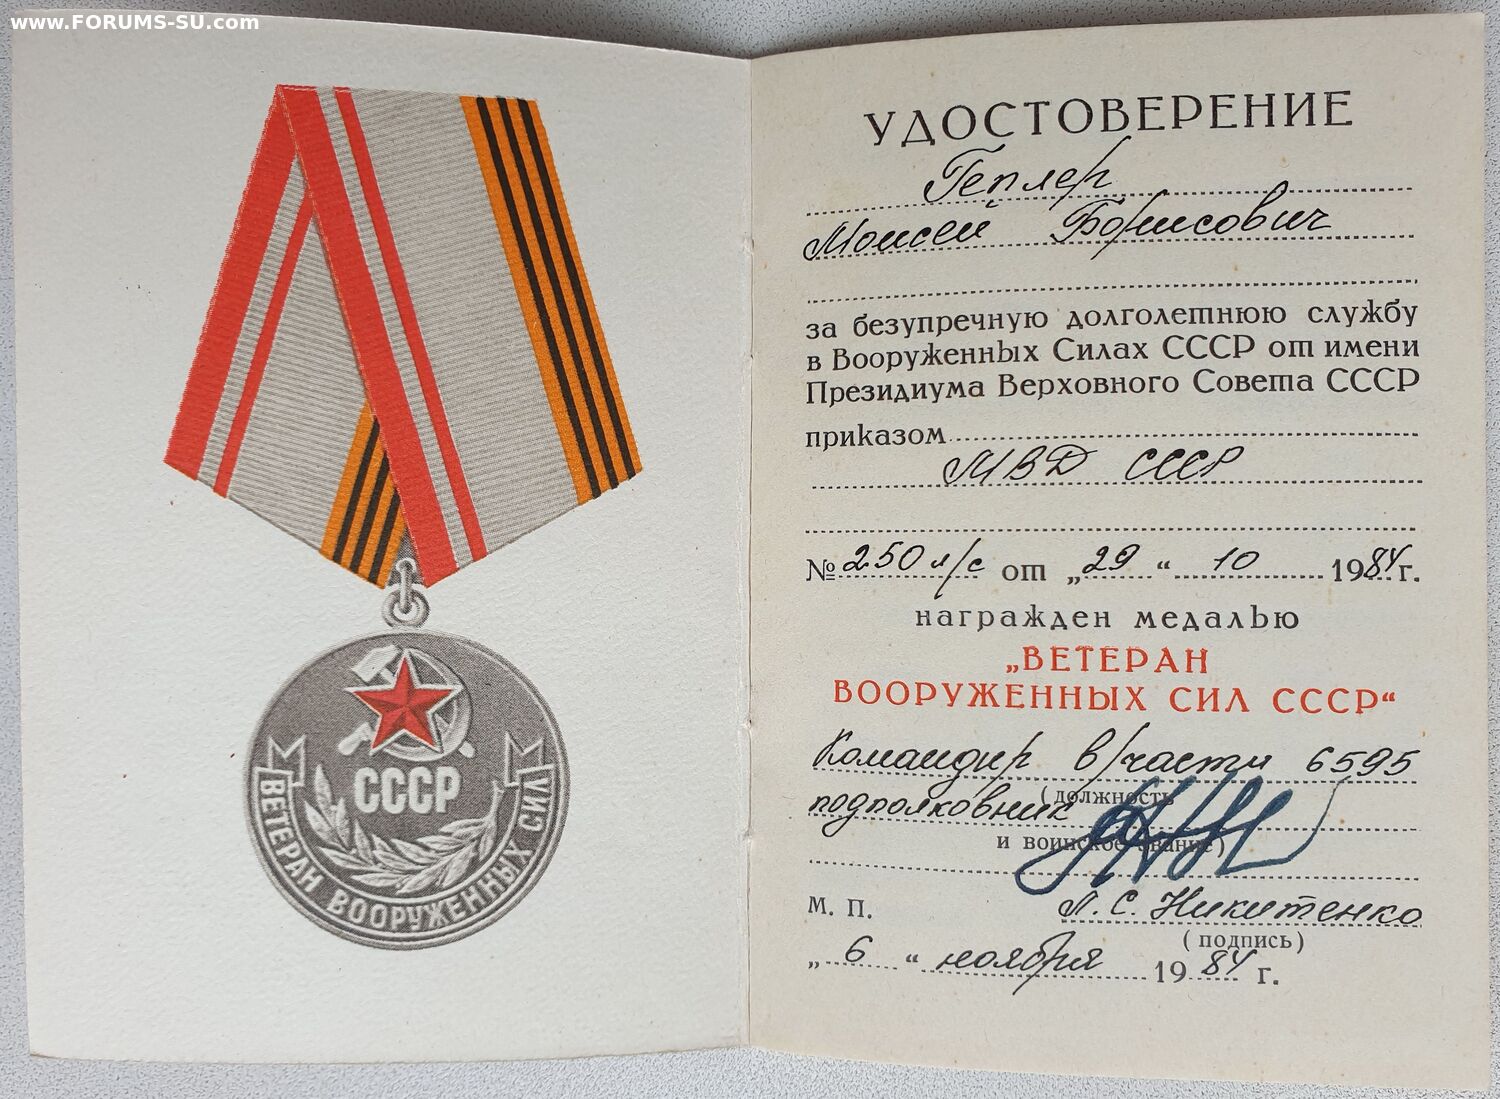 www.FORUMS-SU.com
СССР
ВЕТЕРАН ВООРУЖЕННЫХ СИЛ
УДОСТОВЕРЕНИЕ
Геплер
Моисей Борисович
за безупречную долголетнюю службу
в Вооруженных Силах СССР от имени
Президиума Верховного Совета СССР
приказом
МВД СССР
№ 250 л/с от „29“ 10 1984 г.
награжден медалью
„ВЕТЕРАН
ВООРУЖЕННЫХ СИЛ СССР“
Командир в/части 6595
(должность
подполковник
и воинское звание)
М. П. Л. С. Никитенко
(подпись)
„6“ ноября 1984 г.